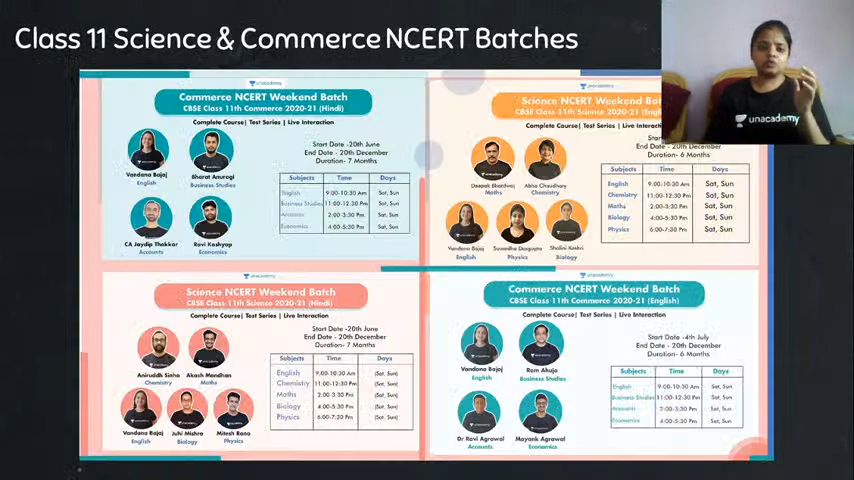 Class 11 Science & Commerce NCERT Batches
unacademy
unacademy
Commerce NCERT Weekend Batch
CBSE Class 11th Commerce 2020-21 (Hindi)
Complete Course| Test Series | Live Interaction
Vandana Bajaj
English
Bharat Anuragi
Business Studies
CA Jaydip Thakkar
Accounts
Ravi Kashyap
Economics
Start Date -20th June
End Date - 20th December
Duration- 7 Months
Subjects Time Days
English 9:00-10:30 Am Sat, Sun
Business Studies 11:00-12:30 Pm Sat, Sun
Accounts 2:00-3:30 Pm Sat, Sun
Economics 4:00-5:30 Pm Sat, Sun
unacademy
Science NCERT Weekend Bat
CBSE Class 11th Science 2020-21 (Engl
Complete Course| Test Series | Live Interactio
Deepak Bhardwaj
Maths
Abha Chaudhary
Chemistry
Vandana Bajaj
English
Physics
Biology
End Date - 20th December
Duration- 6 Months
Subjects Time Days
English 9:00-10:30 Am Sat, Sun
Chemistry 11:00-12:30 Pm Sat, Sun
Maths 2:00-3:30 Pm Sat, Sun
Biology 4:00-5:30 Pm Sat, Sun
Physics 6:00-7:30 Pm Sat, Sun
unacademy
Science NCERT Weekend Batch
CBSE Class 11th Science 2020-21 (Hindi)
Complete Course| Test Series | Live Interaction
Aniruddh Sinha
Chemistry
Akash Mandhan
Maths
Vandana Bajaj
English
Juhi Mishra
Biology
Mitesh Rana
Physics
Start Date -20th June
End Date - 20th December
Duration- 7 Months
Subjects Time Days
English 9:00-10:30 Am (Sat, Sun)
Chemistry 11:00-12:30 Pm (Sat, Sun)
Maths 2:00-3:30 Pm (Sat, Sun)
Biology 4:00-5:30 Pm (Sat, Sun)
Physics 6:00-7:30 Pm (Sat, Sun)
unacademy
Commerce NCERT Weekend Batch
CBSE Class 11th Commerce 2020-21 (English)
Complete Course| Test Series | Live Interaction
Vandana Bajaj
English
Ram Ahuja
Business Studies
Dr Ravi Agrawal
Accounts
Mayank Agrawal
Economics
Start Date -4th July
End Date - 20th December
Duration- 6 Months
Subjects Time Days
English 9:00-10:30 Am Sat, Sun
Business Studies 11:00-12:30 Pm Sat, Sun
Accounts 2:00-3:30 Pm Sat, Sun
Economics 4:00-5:30 Pm Sat, Sun